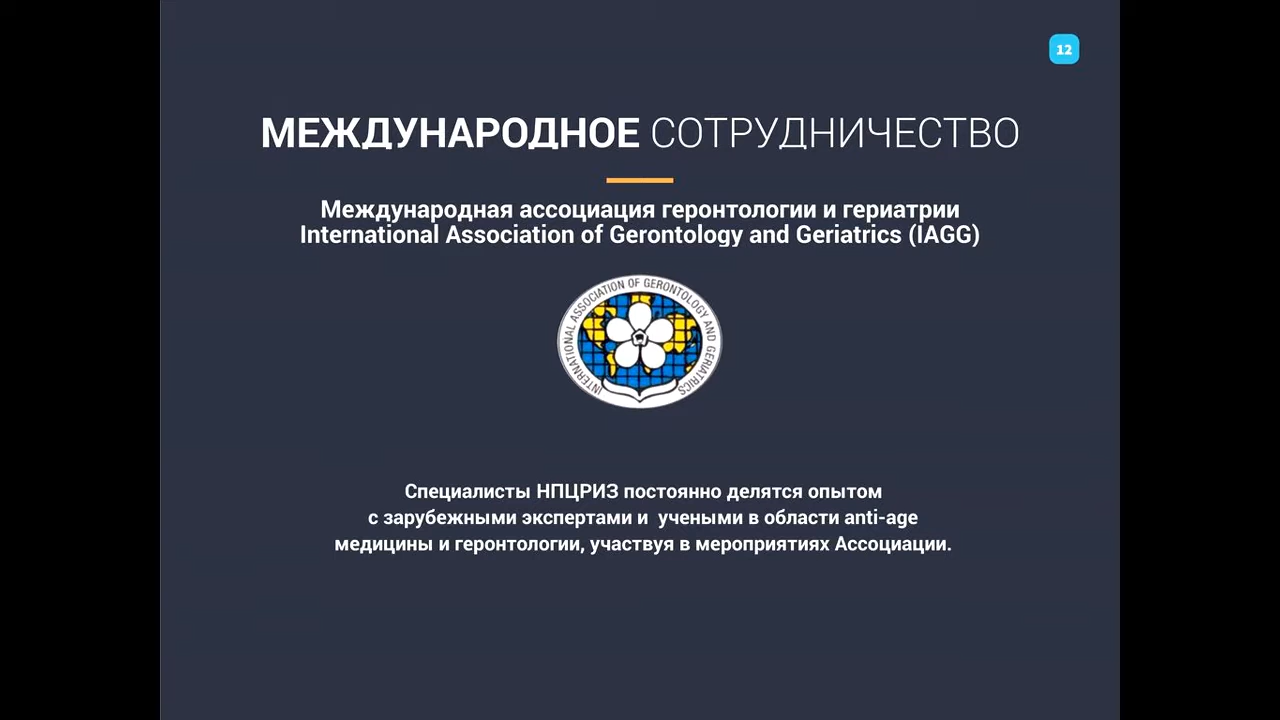 12
МЕЖДУНАРОДНОЕ СОТРУДНИЧЕСТВО
Международная ассоциация геронтологии и гериатрии
International Association of Gerontology and Geriatrics (IAGG)
INTERNATIONAL ASSOCIATION OF GERONTOLOGY AND GERIATRICS
Специалисты НПЦРИЗ постоянно делятся опытом
с зарубежными экспертами и  учеными в области anti-age
медицины и геронтологии, участвуя в мероприятиях Ассоциации.